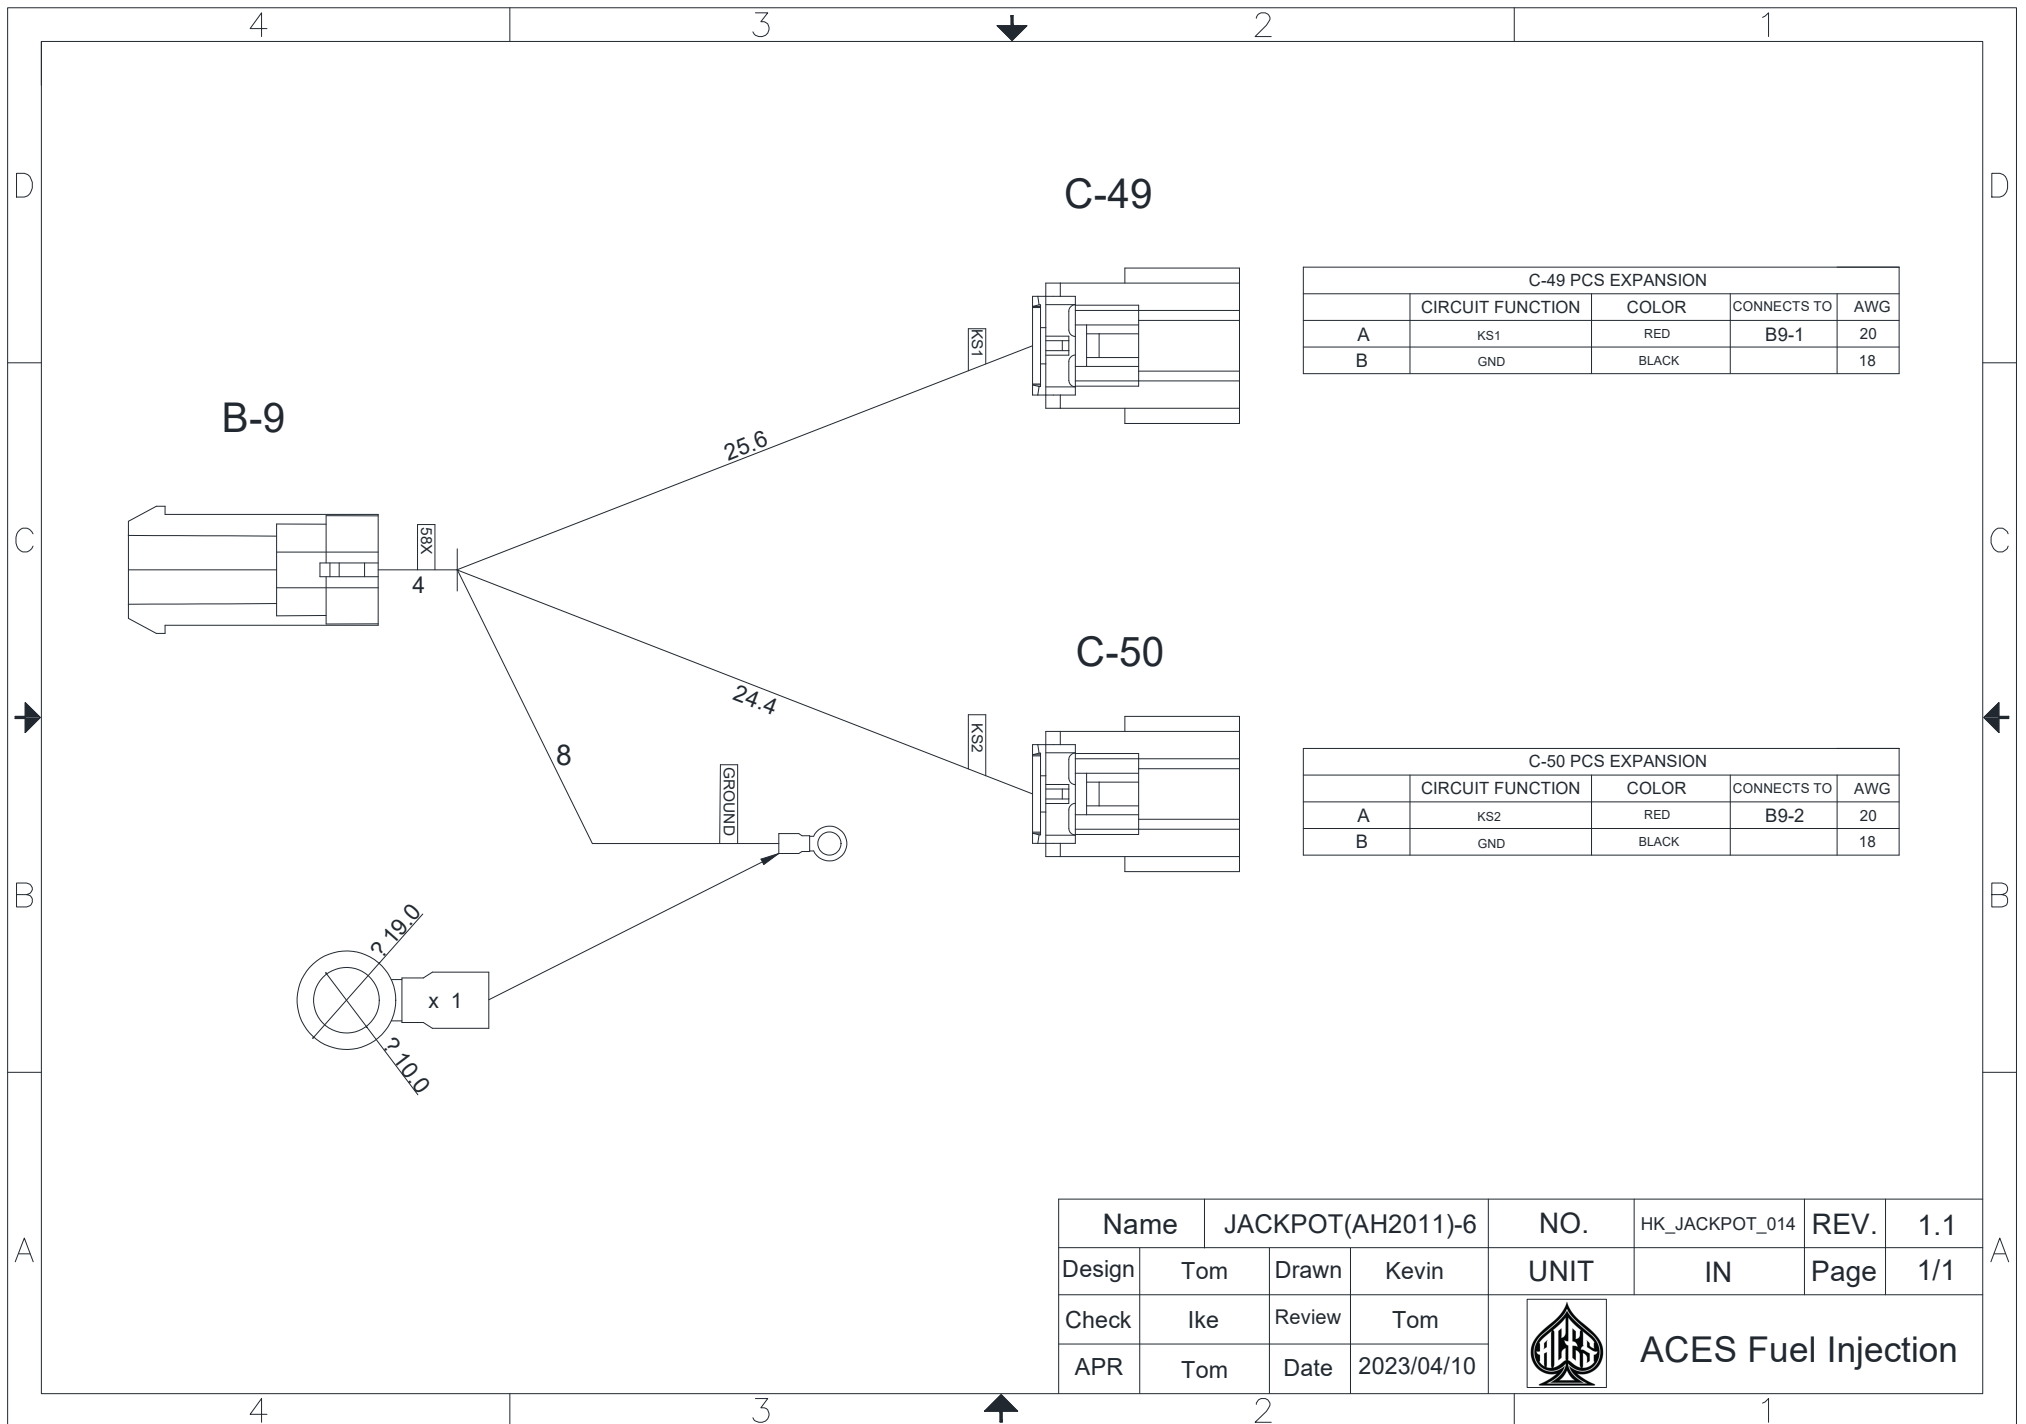 4 3 2 1
D D
C-49
C-49 PCS EXPANSION
CIRCUIT FUNCTION COLOR CONNECTS TO AWG
A KS1 RED B9-1 20
B GND BLACK 18
KS1
B-9
25.6
C C
58X
4
C-50
24.4
KS2
8
GROUND
C-50 PCS EXPANSION
CIRCUIT FUNCTION COLOR CONNECTS TO AWG
A KS2 RED B9-2 20
B GND BLACK 18
B B
? 19.0
x 1
? 10.0
Name JACKPOT(AH2011)-6 NO. HK_JACKPOT_014 REV. 1.1
A A
Design Tom Drawn Kevin UNIT IN Page 1/1
Check Ike Review Tom
ACES
ACES Fuel Injection
APR Tom Date 2023/04/10
4 3 2 1